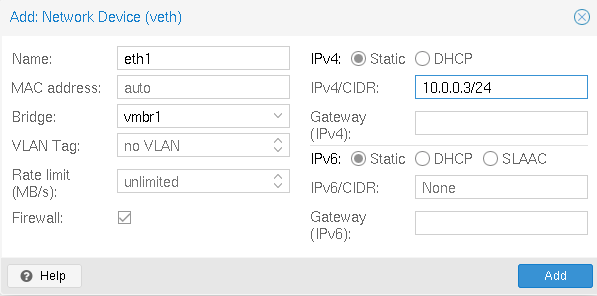 Add: Network Device (veth)
Name: eth1
MAC address: auto
Bridge: vmbr1
VLAN Tag: no VLAN
Rate limit
(MB/s): unlimited
Firewall:
IPv4: Static DHCP
IPv4/CIDR: 10.0.0.3/24
Gateway
(IPv4):
IPv6: Static DHCP SLAAC
IPv6/CIDR: None
Gateway
(IPv6):
Help
Add